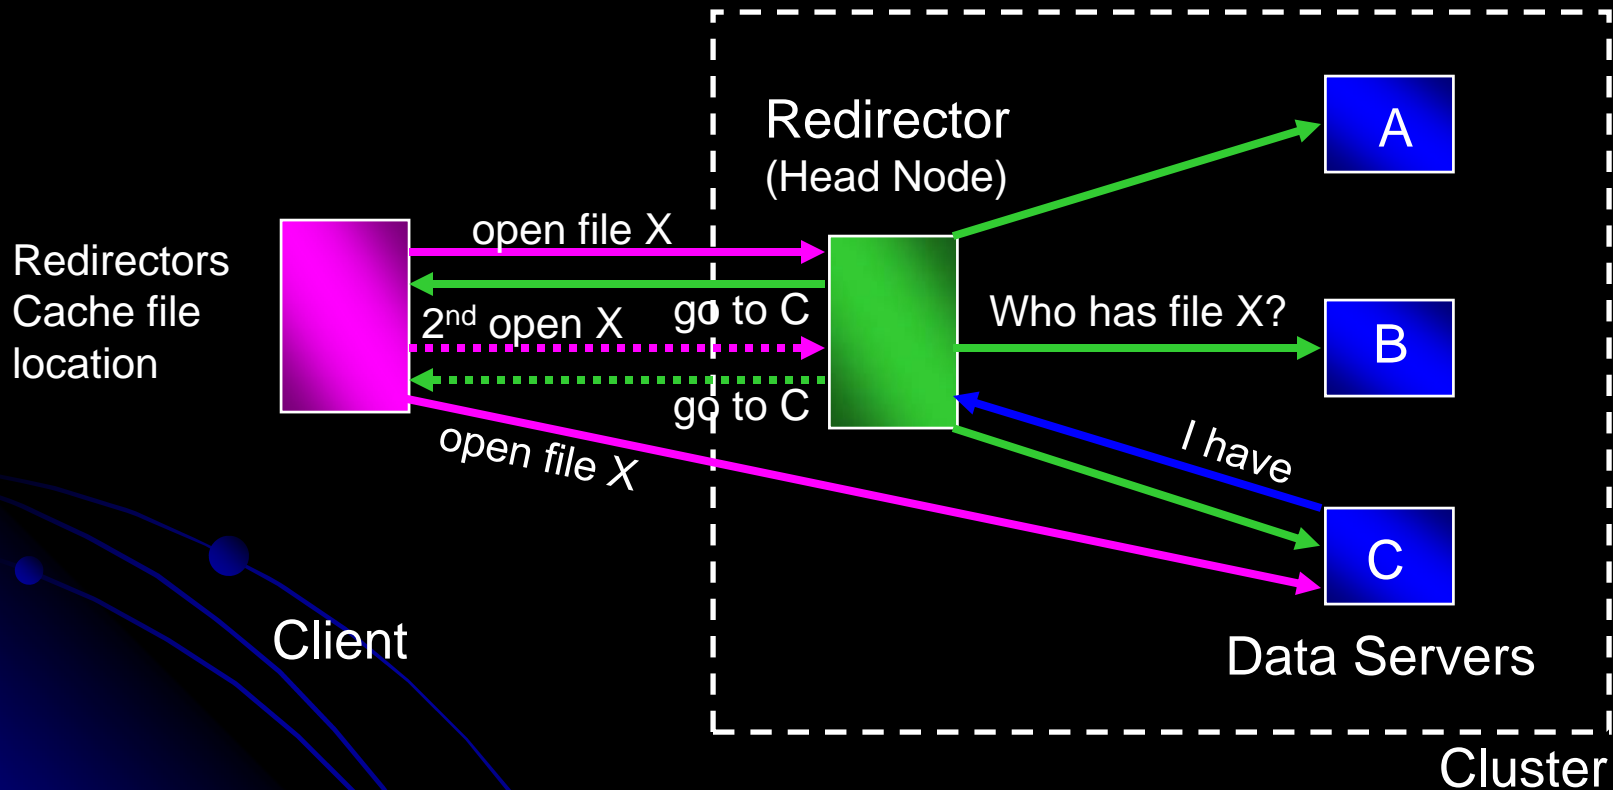 Redirectors
Cache file
location
Client
open file X
go to C
2nd open X
go to C
open file X
Redirector
(Head Node)
Who has file X?
I have
A
B
C
Data Servers
Cluster